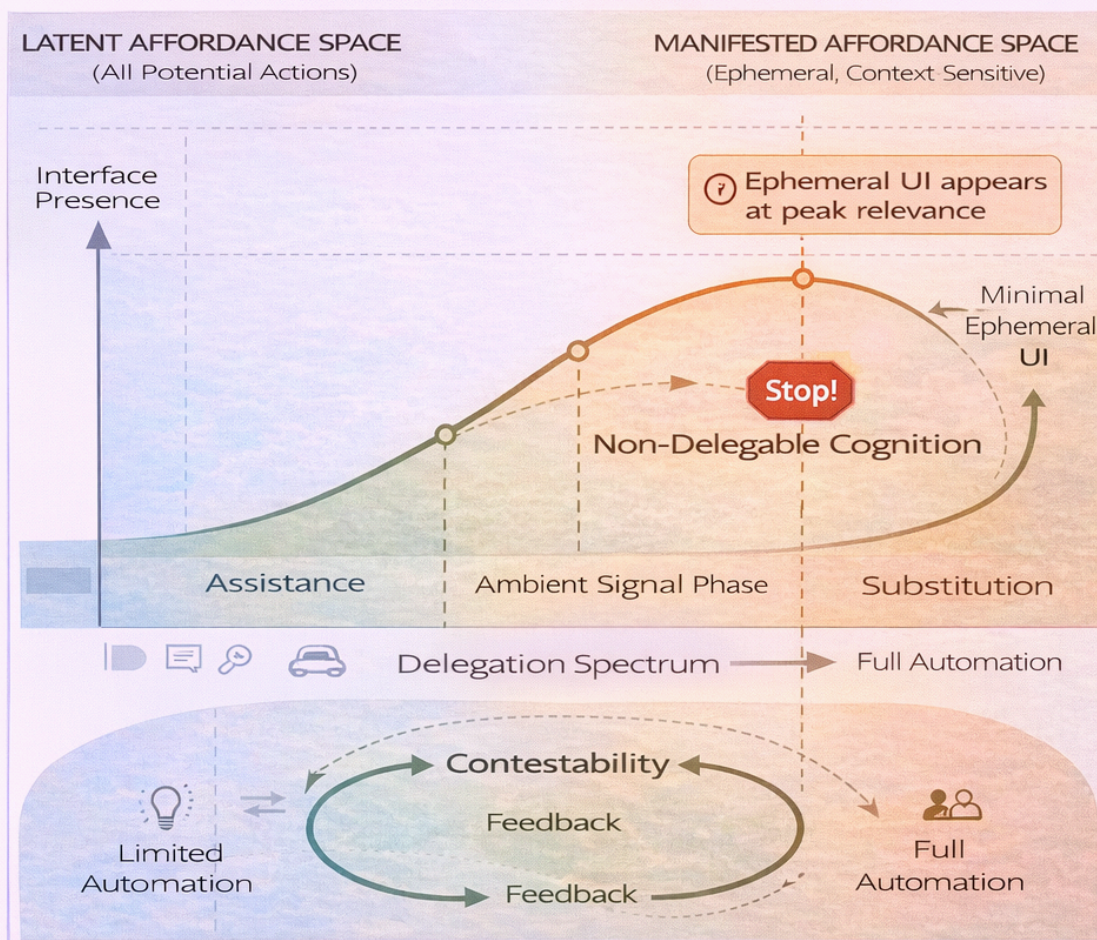 LATENT AFFORDANCE SPACE
(All Potential Actions)
MANIFESTED AFFORDANCE SPACE
(Ephemeral, Context Sensitive)
Interface
Presence
Ephemeral UI appears
at peak relevance
Minimal
Ephemeral
UI
Stop!
Non-Delegable Cognition
Assistance
Ambient Signal Phase
Substitution
Delegation Spectrum
Full Automation
Contestability
Feedback
Feedback
Limited
Automation
Full
Automation